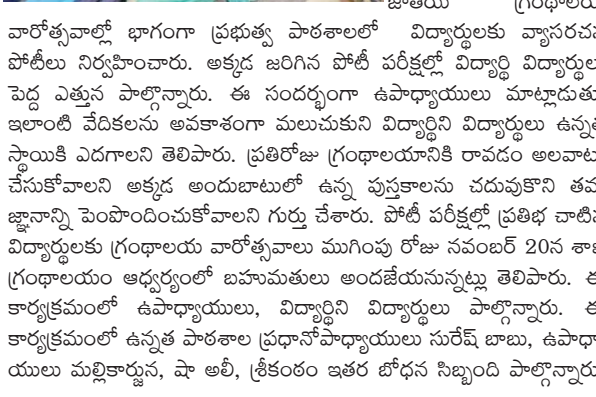 జాతీయ గ్రంథాలయ
వారోత్సవాల్లో భాగంగా ప్రభుత్వ పాఠశాలలో విద్యార్థులకు వ్యాసరచన
పోటీలు నిర్వహించారు. అక్కడ జరిగిన పోటీ పరీక్షల్లో విద్యార్థి విద్యార్థుల
పెద్ద ఎత్తున పాల్గొన్నారు. ఈ సందర్భంగా ఉపాధ్యాయులు మాట్లాడుతు
ఇలాంటి వేదికలను అవకాశంగా మలుచుకుని విద్యార్థిని విద్యార్థులు ఉన్నత
స్థాయికి ఎదగాలని తెలిపారు. ప్రతిరోజు గ్రంథాలయానికి రావడం అలవాటు
చేసుకోవాలని అక్కడ అందుబాటులో ఉన్న పుస్తకాలను చదువుకొని తమ
జ్ఞానాన్ని పెంపొందించుకోవాలని గుర్తు చేశారు. పోటీ పరీక్షల్లో ప్రతిభ చాటిన
విద్యార్థులకు గ్రంథాలయ వారోత్సవాలు ముగింపు రోజు నవంబర్ 20న
గ్రంథాలయం ఆధ్వర్యంలో బహుమతులు అందజేయనున్నట్లు తెలిపారు. ఈ
కార్యక్రమంలో ఉపాధ్యాయులు, విద్యార్థిని విద్యార్థులు పాల్గొన్నారు. ఈ
కార్యక్రమంలో ఉన్నత పాఠశాల ప్రధానోపాధ్యాయులు సురేష్ బాబు, ఉపాధ్యా
యులు మల్లికార్జున, షా అలీ, శ్రీకంఠం ఇతర బోధన సిబ్బంది పాల్గొన్నారు